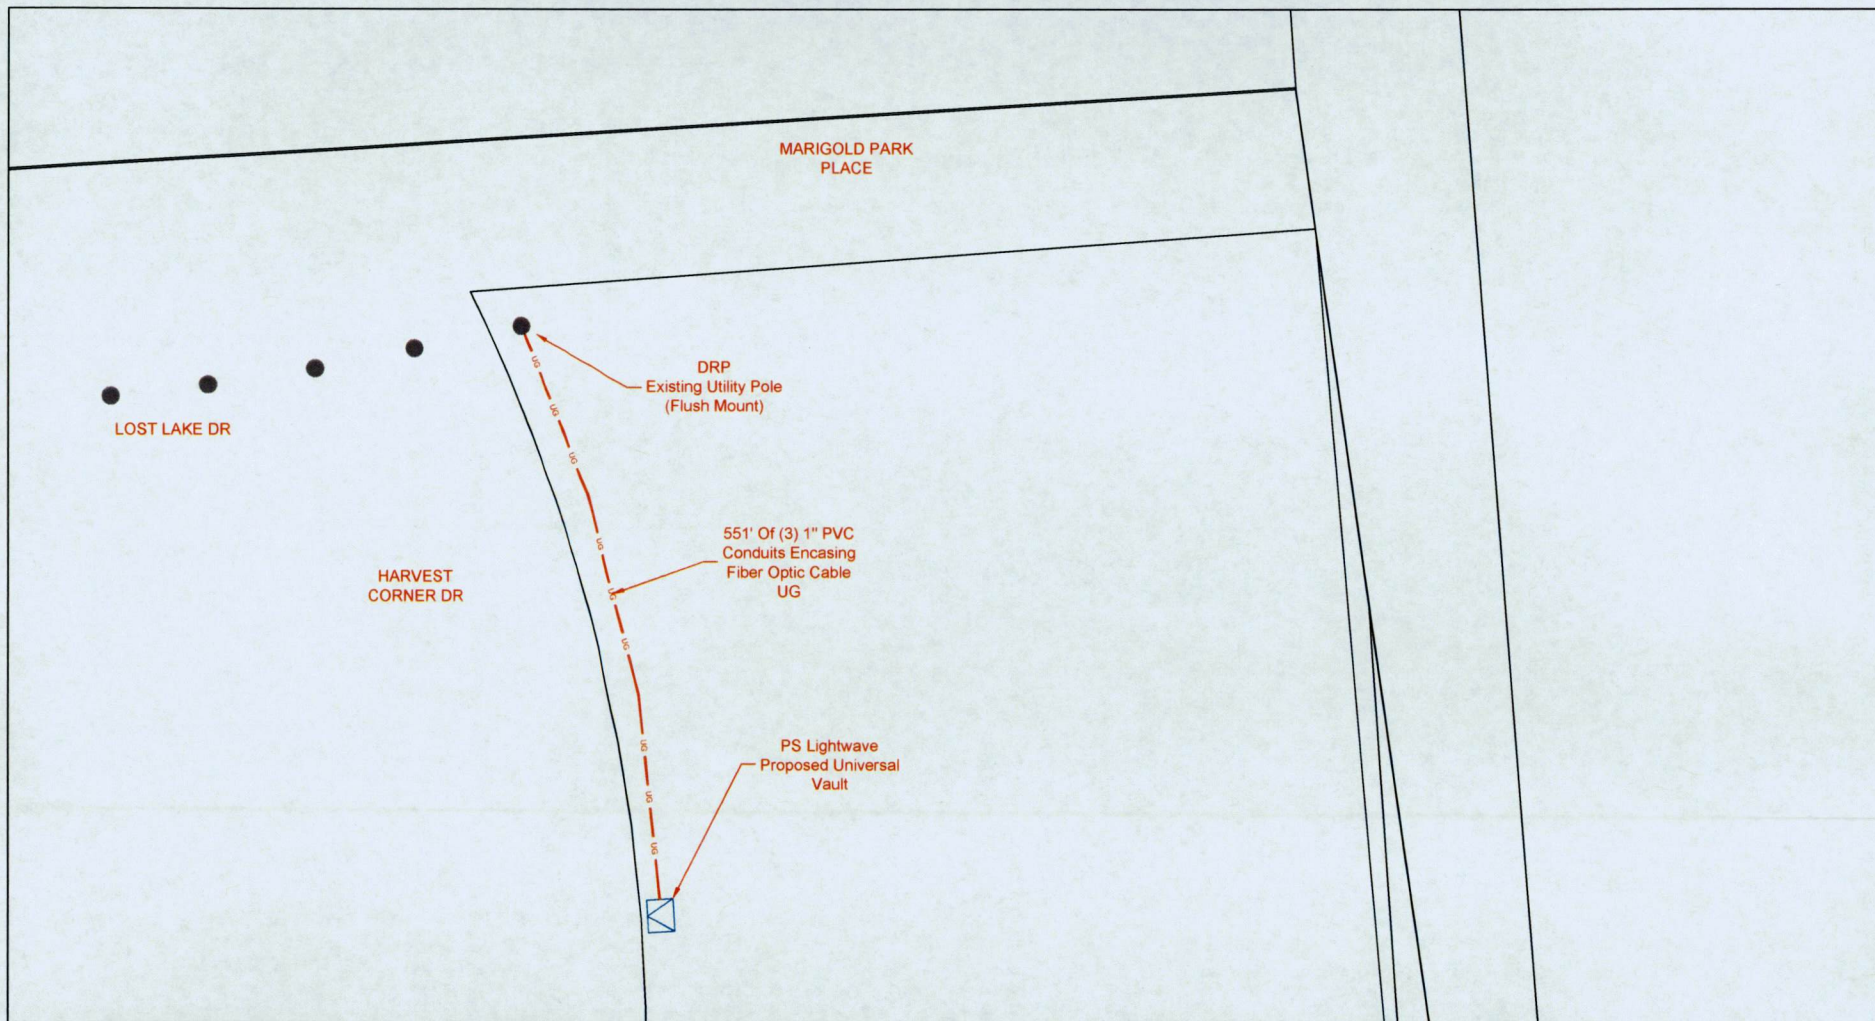 MARIGOLD PARK
PLACE
DRP
Existing Utility Pole
(Flush Mount)
LOST LAKE DR
UG
UG
UG
UG
UG
UG
UG
UG
UG
551' Of (3) 1" PVC
Conduits Encasing
Fiber Optic Cable
UG
HARVEST
CORNER DR
PS Lightwave
Proposed Universal
Vault